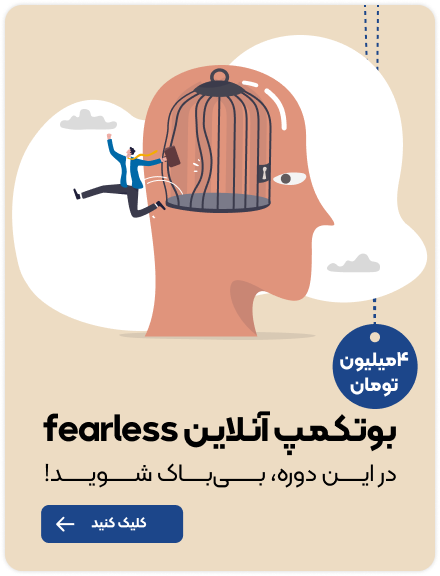 ۴میلیون
تومان
بوتکمپ آنلاین fearless
در این دوره، بی‌باک شوید!
کلیک کنید